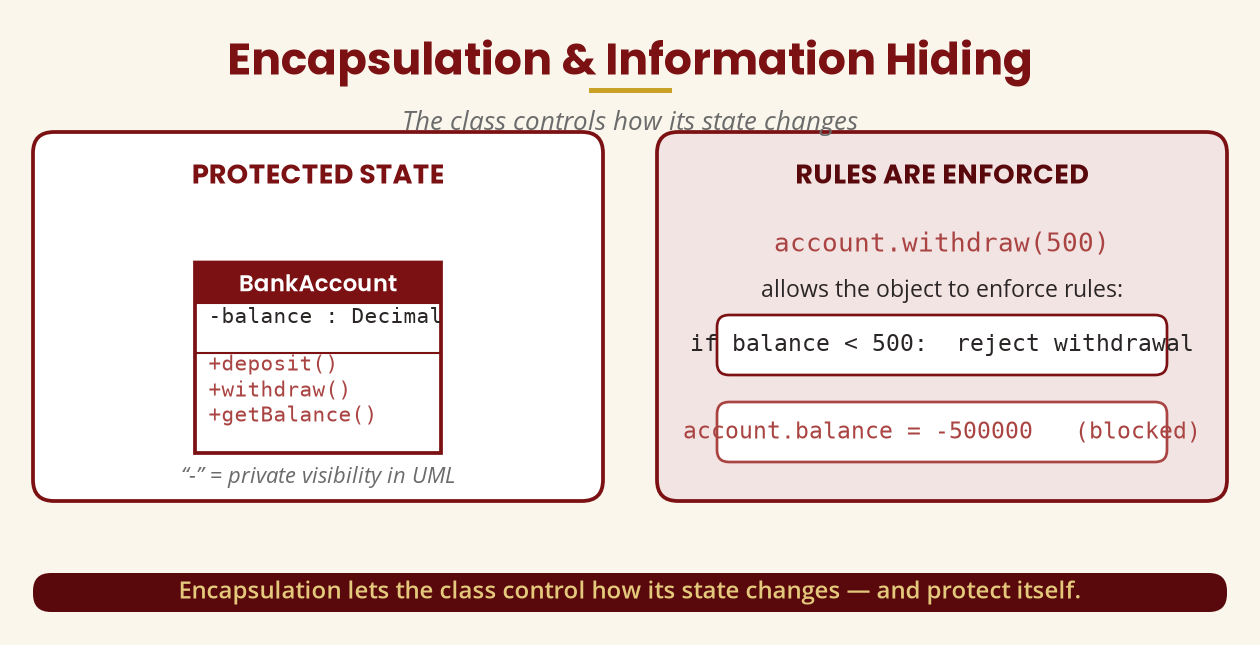 Encapsulation & Information Hiding
The class controls how its state changes
PROTECTED STATE
BankAccount
-balance : Decimal
+deposit()
+withdraw()
+getBalance()
“-” = private visibility in UML
RULES ARE ENFORCED
account.withdraw(500)
allows the object to enforce rules:
if balance < 500:  reject withdrawal
account.balance = -500000   (blocked)
Encapsulation lets the class control how its state changes — and protect itself.